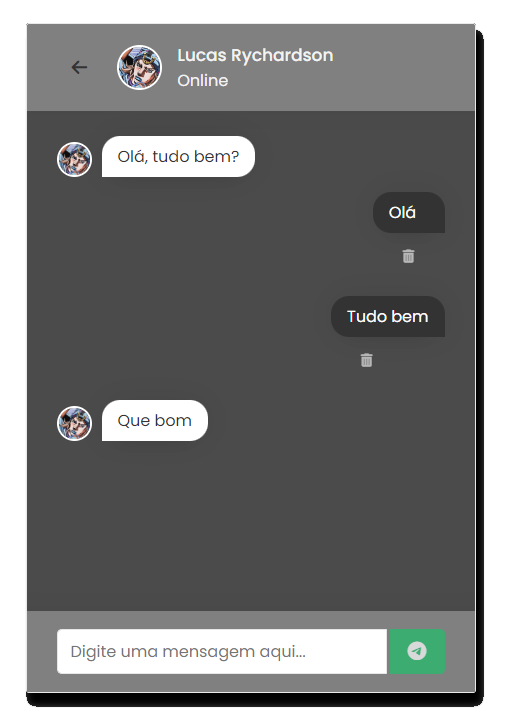 Lucas Rychardson
Online
Olá, tudo bem?
Olá
Tudo bem
Que bom
Digite uma mensagem aqui...